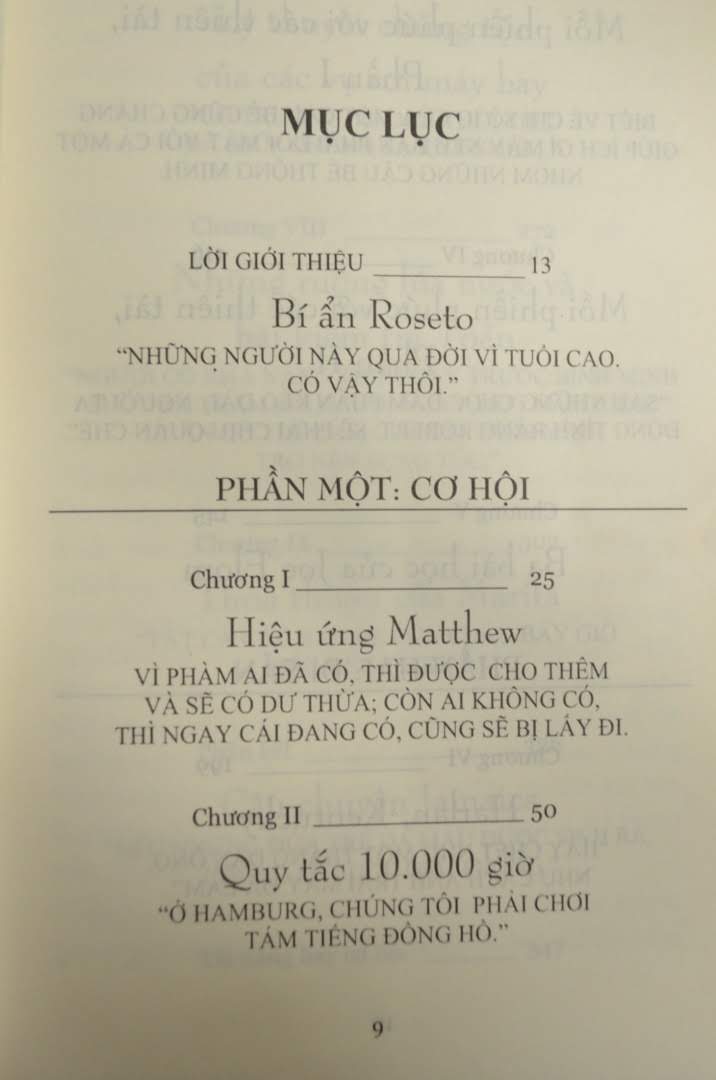 MỤC LỤC
LỜI GIỚI THIỆU ____________ 13
Bí ẩn Roseto
“NHỮNG NGƯỜI NÀY QUA ĐỜI VÌ TUỔI CAO.
CÓ VẬY THÔI.”
PHẦN MỘT: CƠ HỘI
Chương I ________________ 25
Hiệu ứng Matthew
VÌ PHÀM AI ĐÃ CÓ, THÌ ĐƯỢC CHO THÊM
VÀ SẼ CÓ DƯ THỪA; CÒN AI KHÔNG CÓ,
THÌ NGAY CÁI ĐANG CÓ, CŨNG SẼ BỊ LẤY ĐI.
Chương II ________________ 50
Quy tắc 10.000 giờ
“Ở HAMBURG, CHÚNG TÔI PHẢI CHƠI
TÁM TIẾNG ĐỒNG HỒ.”
9